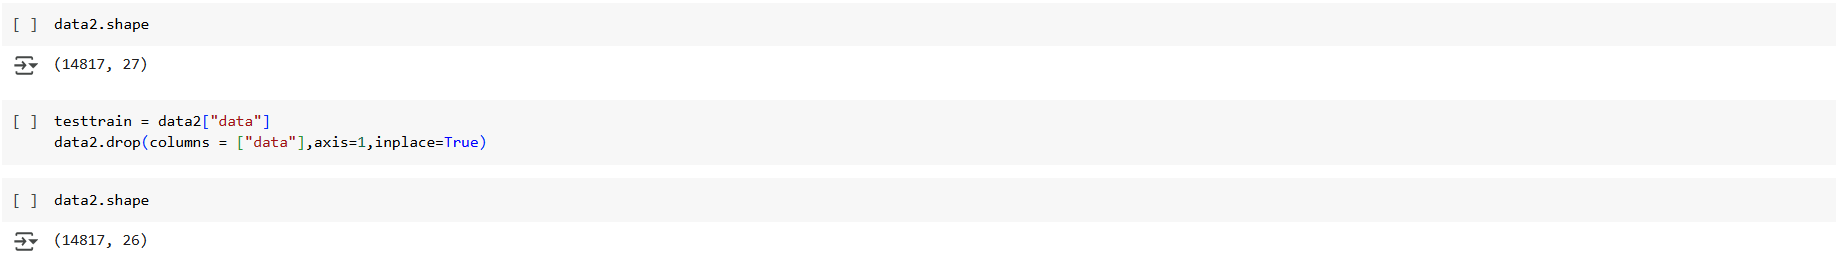 [ ] data2.shape
(14817, 27)
[ ] testtrain = data2["data"]
data2.drop(columns = ["data"],axis=1,inplace=True)
[ ] data2.shape
(14817, 26)